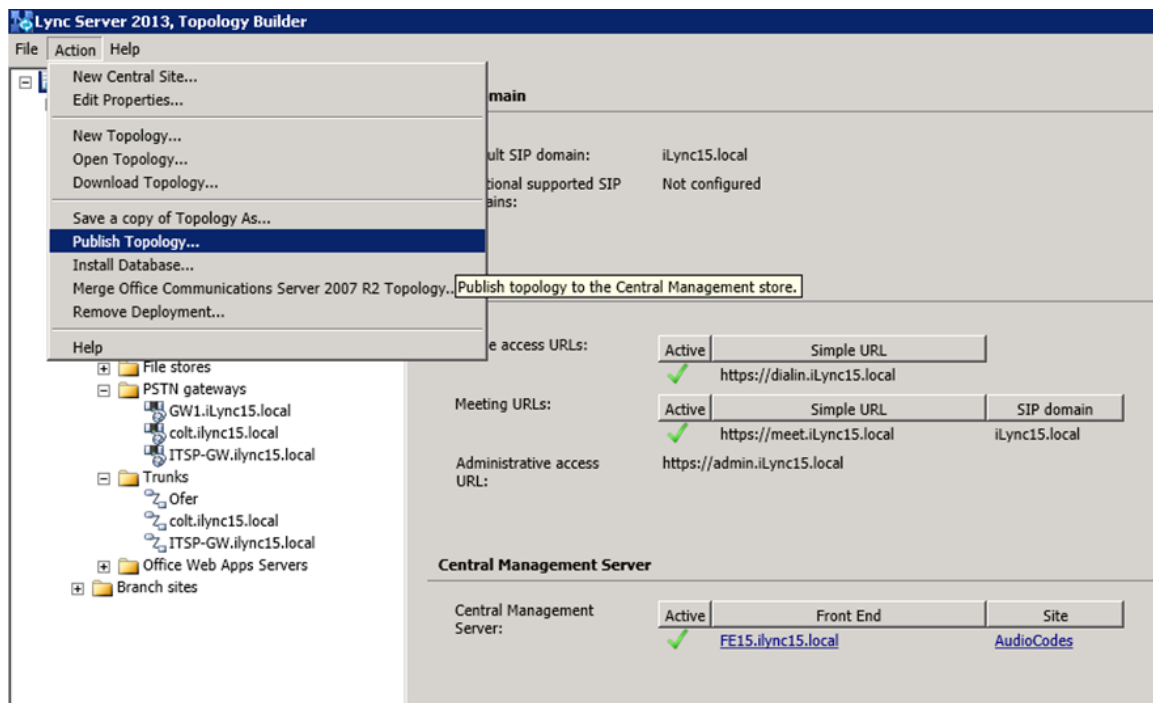 Lync Server 2013, Topology Builder
File Action Help
New Central Site...
Edit Properties...
New Topology...
Open Topology...
Download Topology...
Save a copy of Topology As...
Publish Topology...
Install Database...
Merge Office Communications Server 2007 R2 Topology..
Remove Deployment...
Help
Publish topology to the Central Management store.
File stores
PSTN gateways
GW1.iLync15.local
colt.ilync15.local
ITSP-GW.ilync15.local
Trunks
Ofer
colt.ilync15.local
ITSP-GW.ilync15.local
Office Web Apps Servers
Branch sites
main
ult SIP domain: iLync15.local
tional supported SIP Not configured
ains:
e access URLs: Active Simple URL
https://dialin.iLync15.local
Meeting URLs: Active Simple URL SIP domain
https://meet.iLync15.local iLync15.local
Administrative access https://admin.iLync15.local
URL:
Central Management Server
Central Management Active Front End Site
Server: FE15.ilync15.local AudioCodes